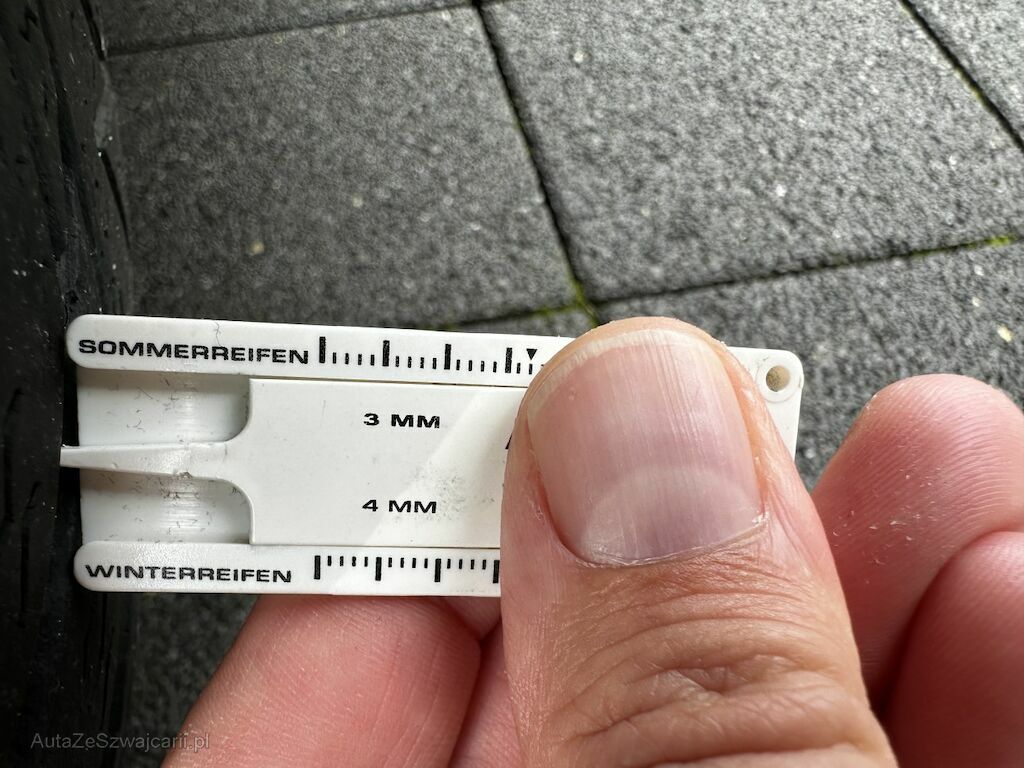 SOMMERREIFEN
3 MM
4 MM
WINTERREIFEN
AutaZeSzwajcarii.pl